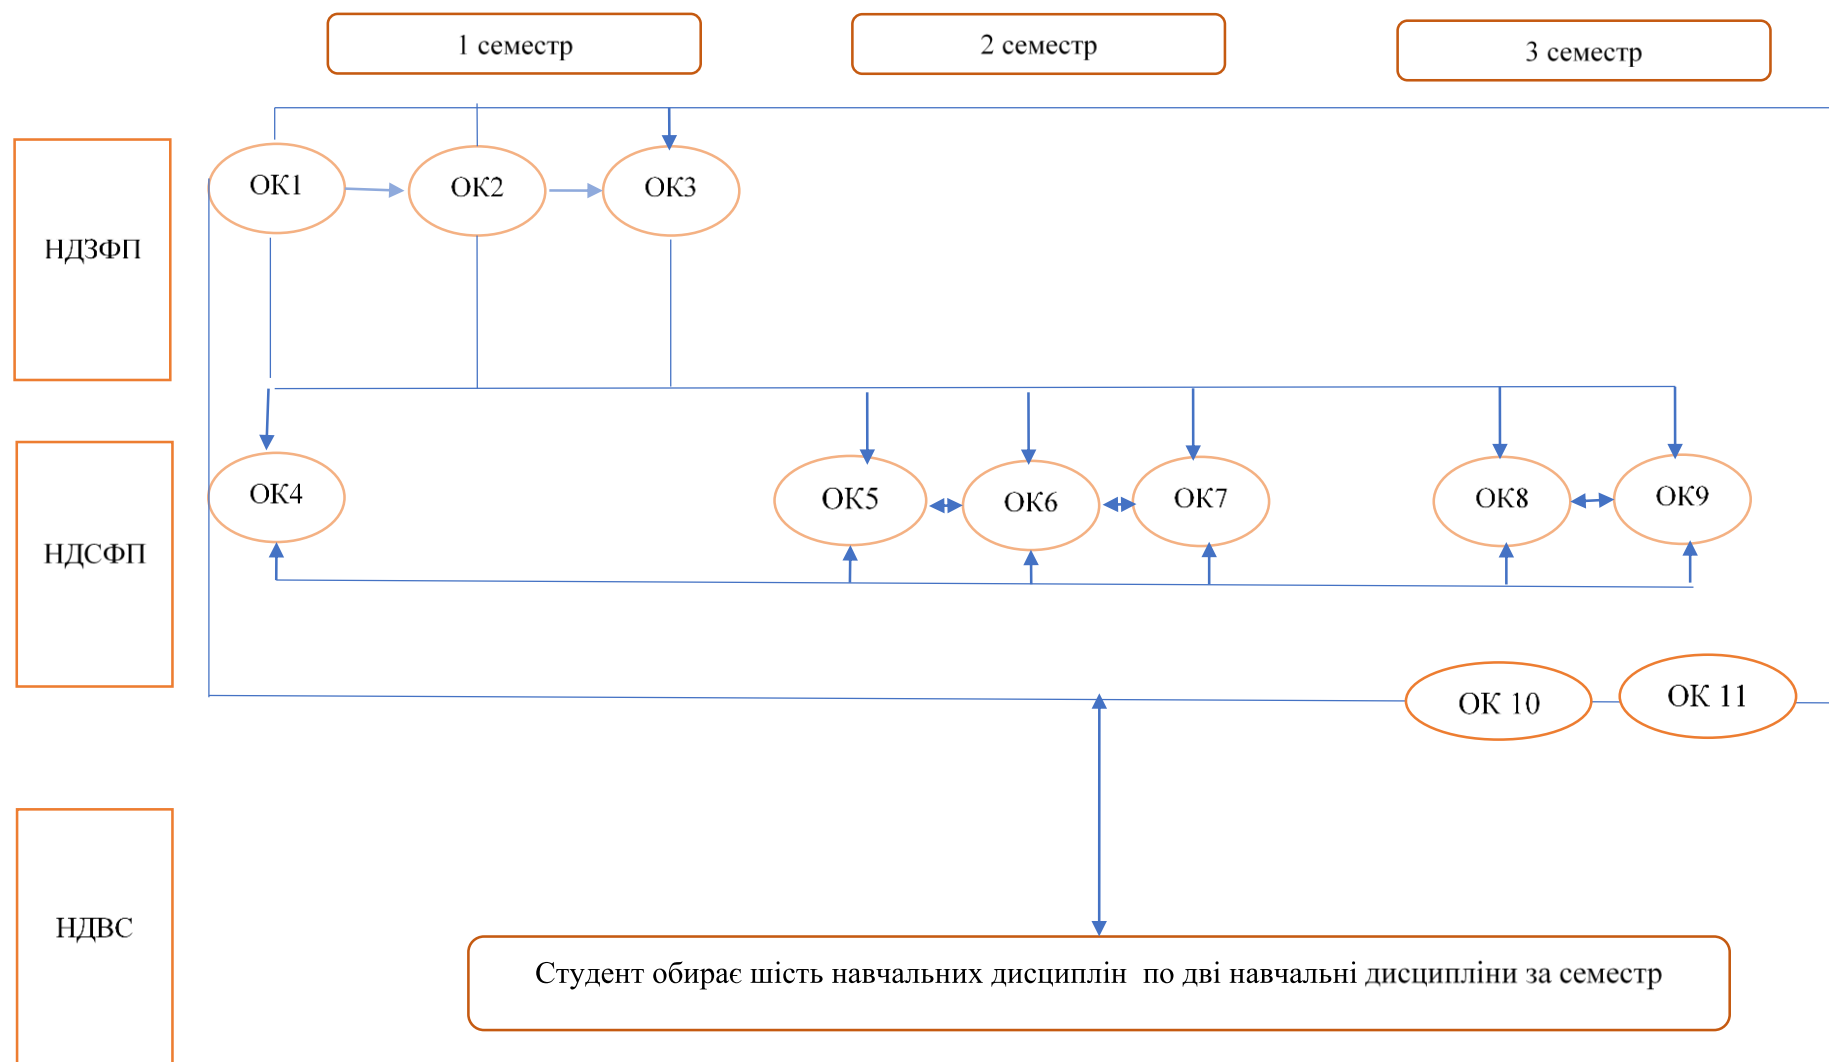 1 семестр
2 семестр
3 семестр
НДЗФП
ОК1
ОК2
ОК3
НДСФП
ОК4
ОК5
ОК6
ОК7
ОК8
ОК9
ОК 10
ОК 11
НДВС
Студент обирає шість навчальних дисциплін по дві навчальні дисципліни за семестр